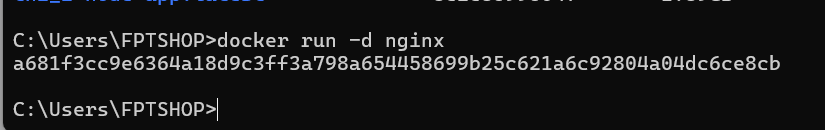 C:\Users\FPTSHOP>docker run -d nginx
a681f3cc9e6364a18d9c3ff3a798a654458699b25c621a6c92804a04dc6ce8cb
C:\Users\FPTSHOP>